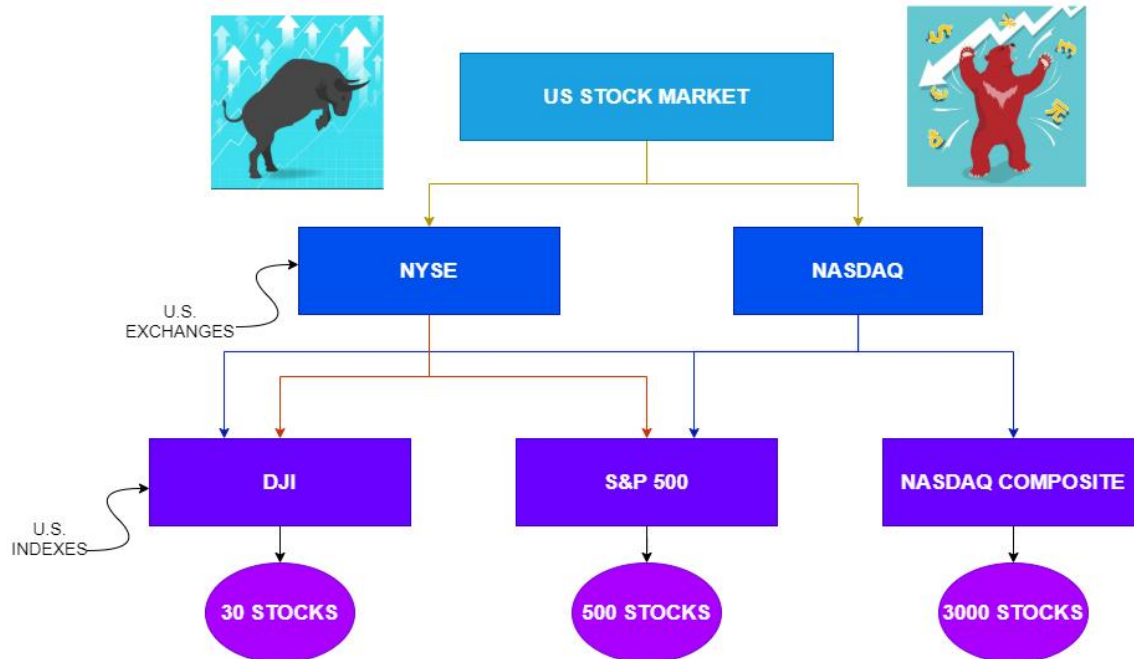 US STOCK MARKET
NYSE
NASDAQ
U.S.
EXCHANGES
DJI
S&P 500
NASDAQ COMPOSITE
U.S.
INDEXES
30 STOCKS
500 STOCKS
3000 STOCKS